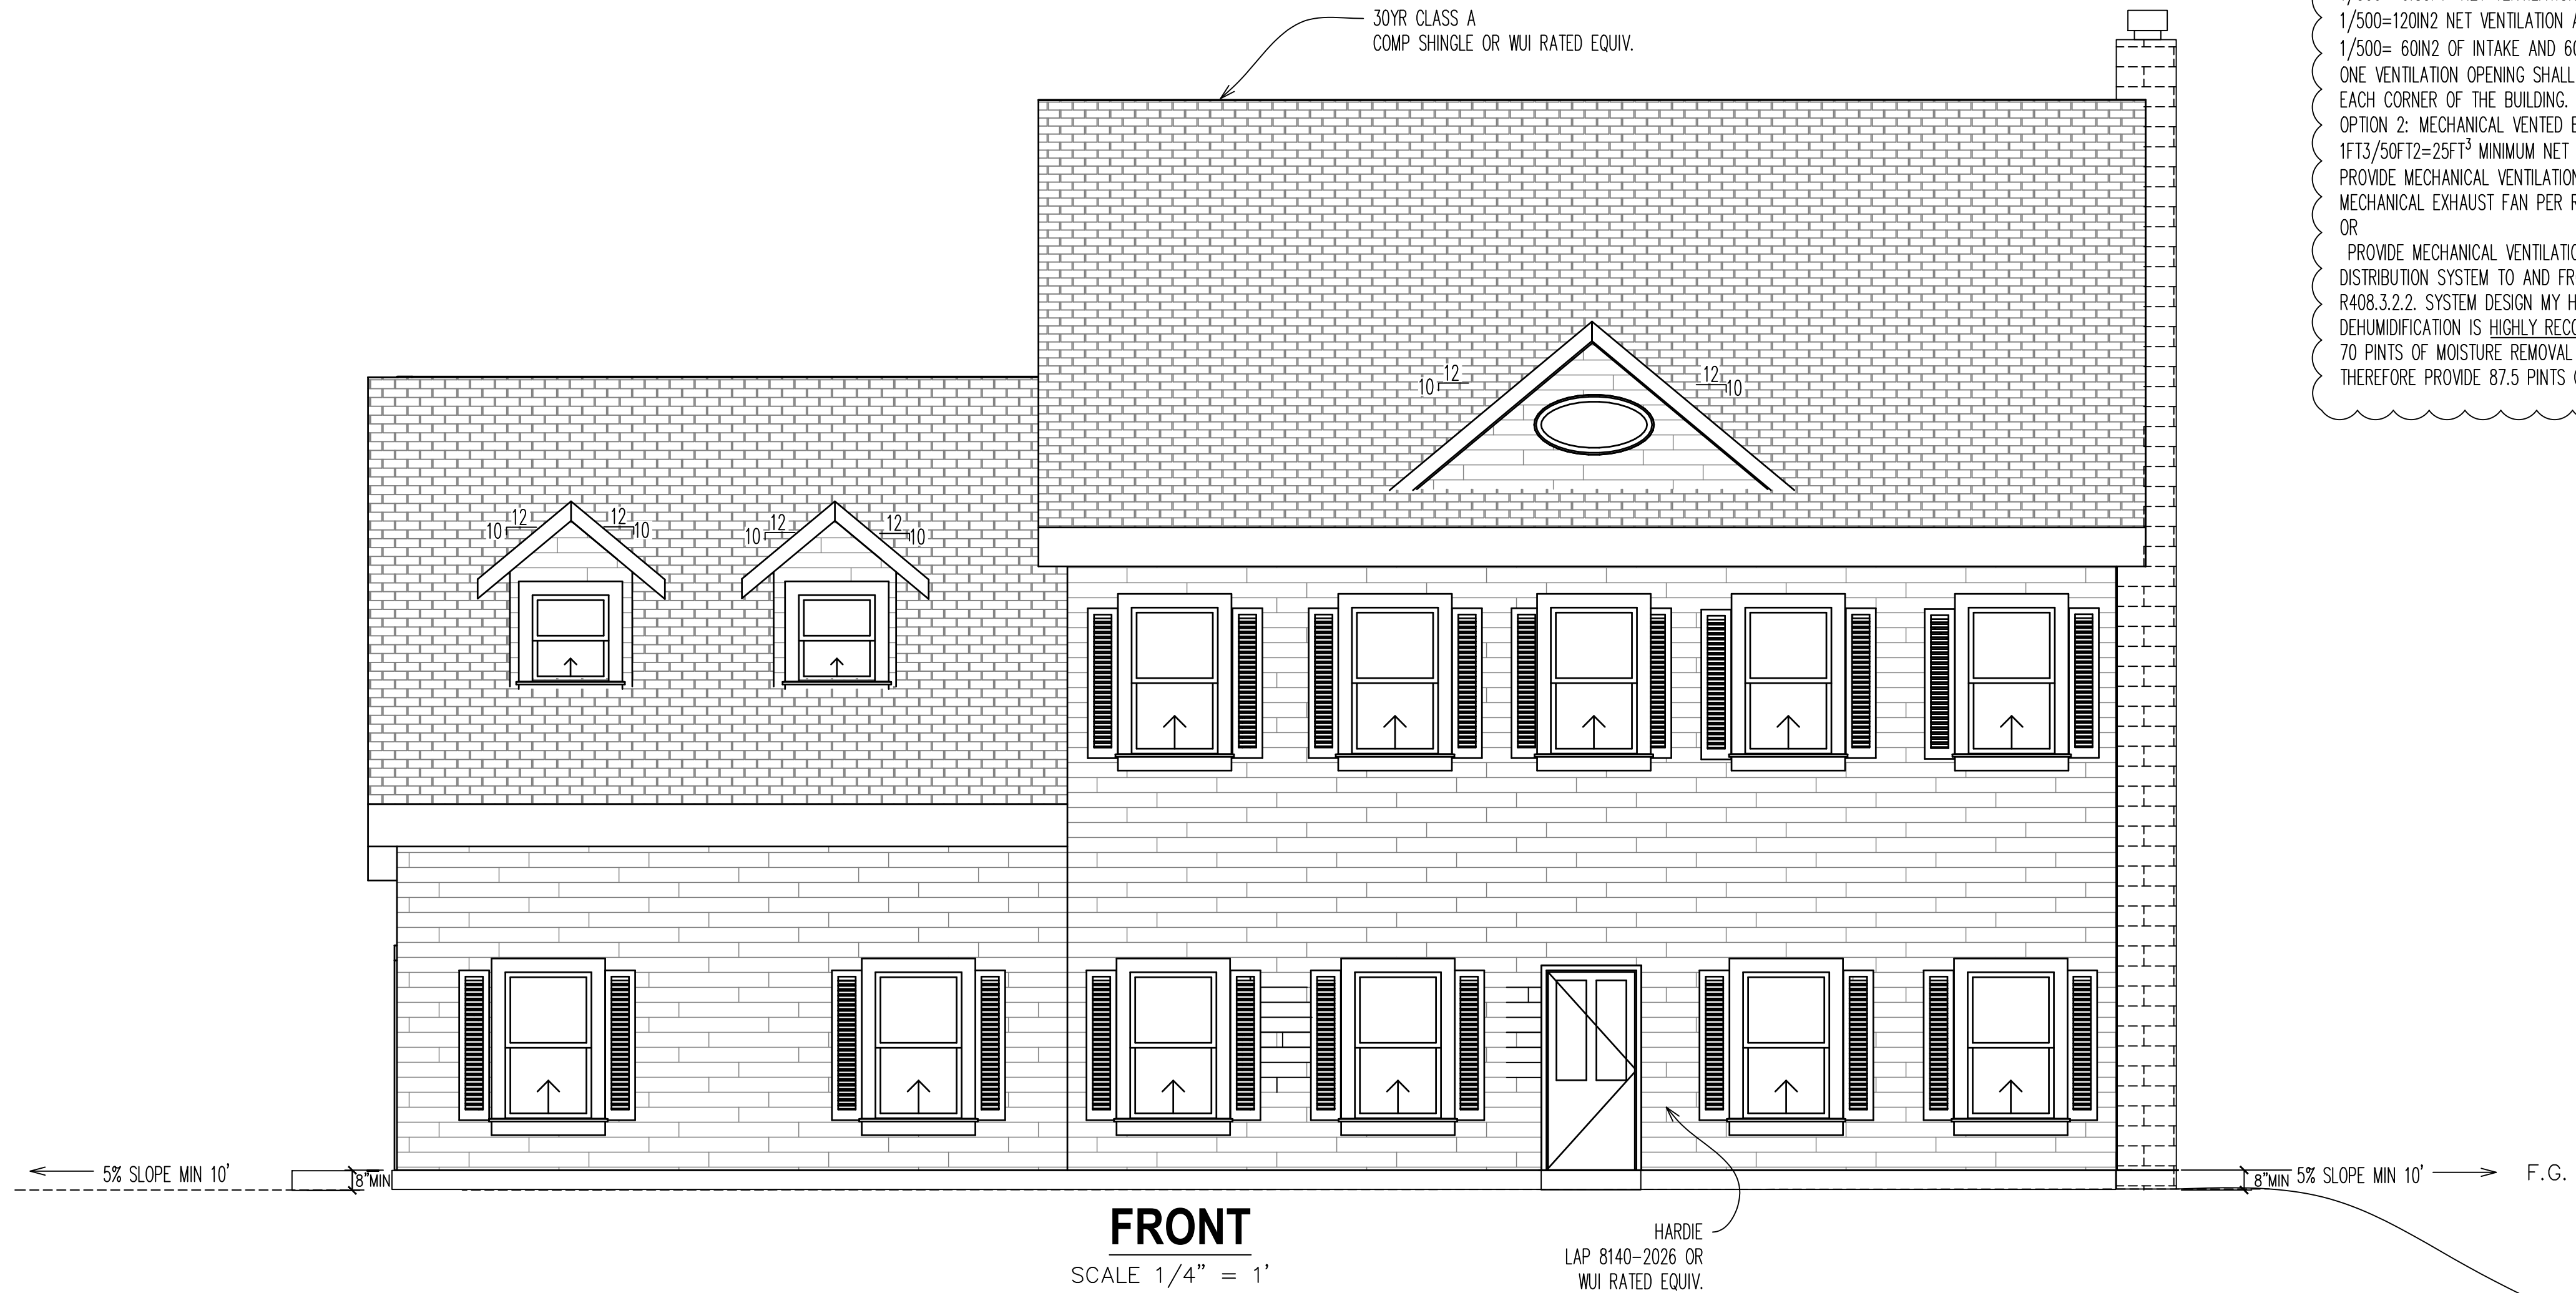 30YR CLASS A
COMP SHINGLE OR WUI RATED EQUIV.
1/500=120IN2 NET VENTILATION
1/500= 60IN2 OF INTAKE AND
ONE VENTILATION OPENING SHALL
EACH CORNER OF THE BUILDING.
OPTION 2: MECHANICAL VENTED
1FT3/50FT2=25FT³ MINIMUM NET
PROVIDE MECHANICAL VENTILATION
MECHANICAL EXHAUST FAN PER
OR
PROVIDE MECHANICAL VENTILATIO
DISTRIBUTION SYSTEM TO AND FR
R408.3.2.2. SYSTEM DESIGN MY H
DEHUMIDIFICATION IS HIGHLY RECO
70 PINTS OF MOISTURE REMOVAL
THEREFORE PROVIDE 87.5 PINTS
12
10
12
10
12
10
12
10
12
10
12
10
5% SLOPE MIN 10'
8"MIN
8"MIN
5% SLOPE MIN 10'
F.G.
FRONT
SCALE 1/4" = 1'
HARDIE
LAP 8140-2026 OR
WUI RATED EQUIV.